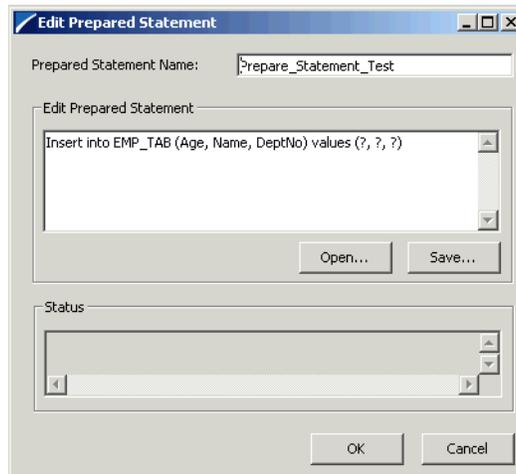 Edit Prepared Statement
Prepared Statement Name: Prepare_Statement_Test
Edit Prepared Statement
Insert into EMP_TAB (Age, Name, DeptNo) values (?, ?, ?)
Open... Save...
Status
OK Cancel